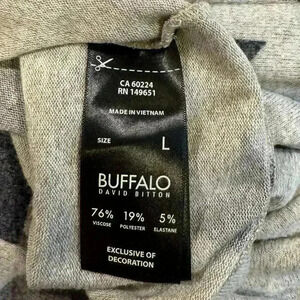 CA 60224
RN 149651
MADE IN VIETNAM
SIZE L
BUFFALO
DAVID BITTON
76% 19% 5%
VISCOSE POLYESTER ELASTANE
EXCLUSIVE OF
DECORATION